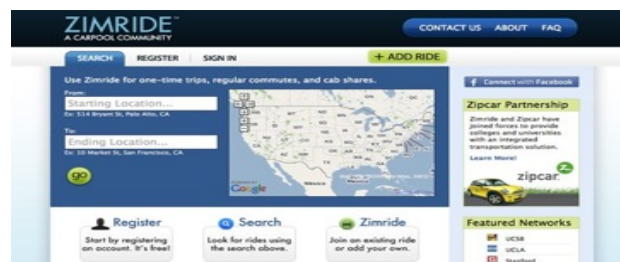 ZIMRIDE
A CARPOOL COMMUNITY
CONTACT US ABOUT FAQ
SEARCH REGISTER SIGN IN + ADD RIDE
Use Zimride for one-time trips, regular commutes, and cab shares.
From:
Starting Location...
Ex: 514 Bryant St, Palo Alto, CA
To:
Ending Location...
Ex: 10 Market St, San Francisco, CA
go
Google
Mexico
f Connect with Facebook
Zipcar Partnership
Zimride and Zipcar have
joined forces to provide
colleges and universities
with an integrated
transportation solution.
Learn More!
zipcar
Register
Start by registering
an account. It's free!
Search
Look for rides using
the search above.
Zimride
Join an existing ride
or add your own.
Featured Networks
UCSB
UCLA
Stanford